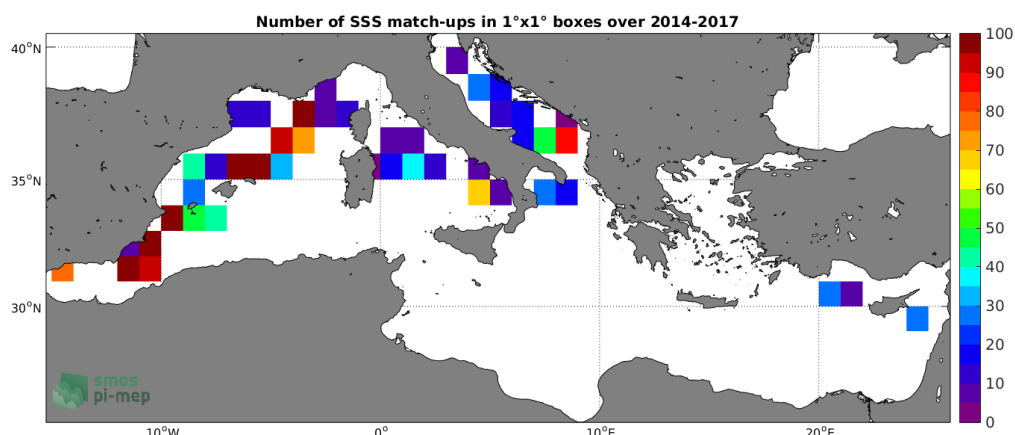 Number of SSS match-ups in 1°x1° boxes over 2014-2017
40°N
35°N
30°N
10°W
0°
10°E
20°E
100
90
80
70
60
50
40
30
20
10
0
smos
pi-mep